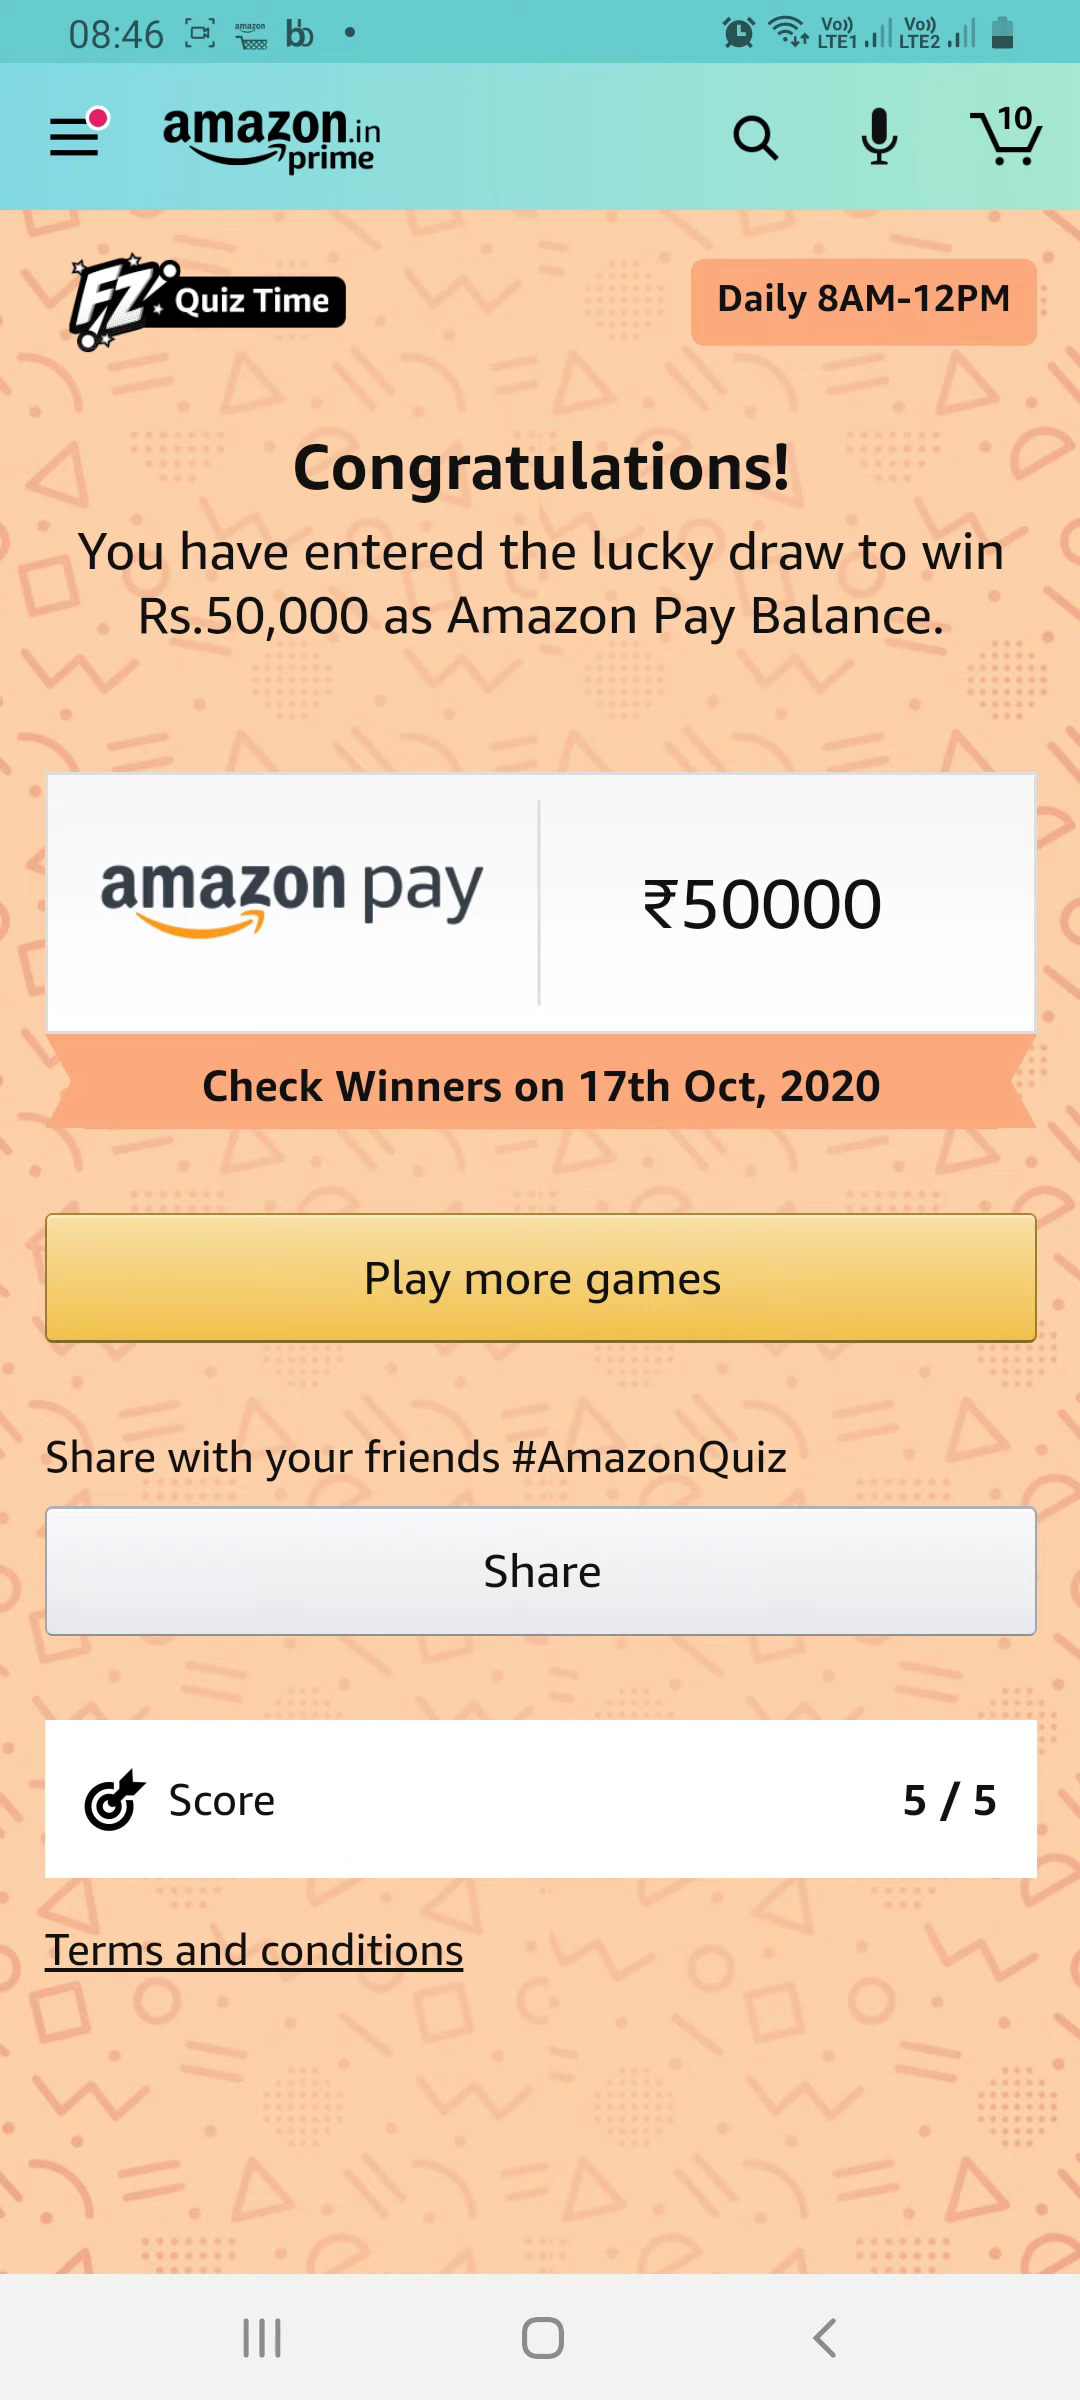 08:46
amazon
Vo)) LTE1
Vo)) LTE2
amazon.in
prime
10
FZ Quiz Time
Daily 8AM-12PM
Congratulations!
You have entered the lucky draw to win
Rs.50,000 as Amazon Pay Balance.
amazon pay
₹50000
Check Winners on 17th Oct, 2020
Play more games
Share with your friends #AmazonQuiz
Share
Score
5 / 5
Terms and conditions